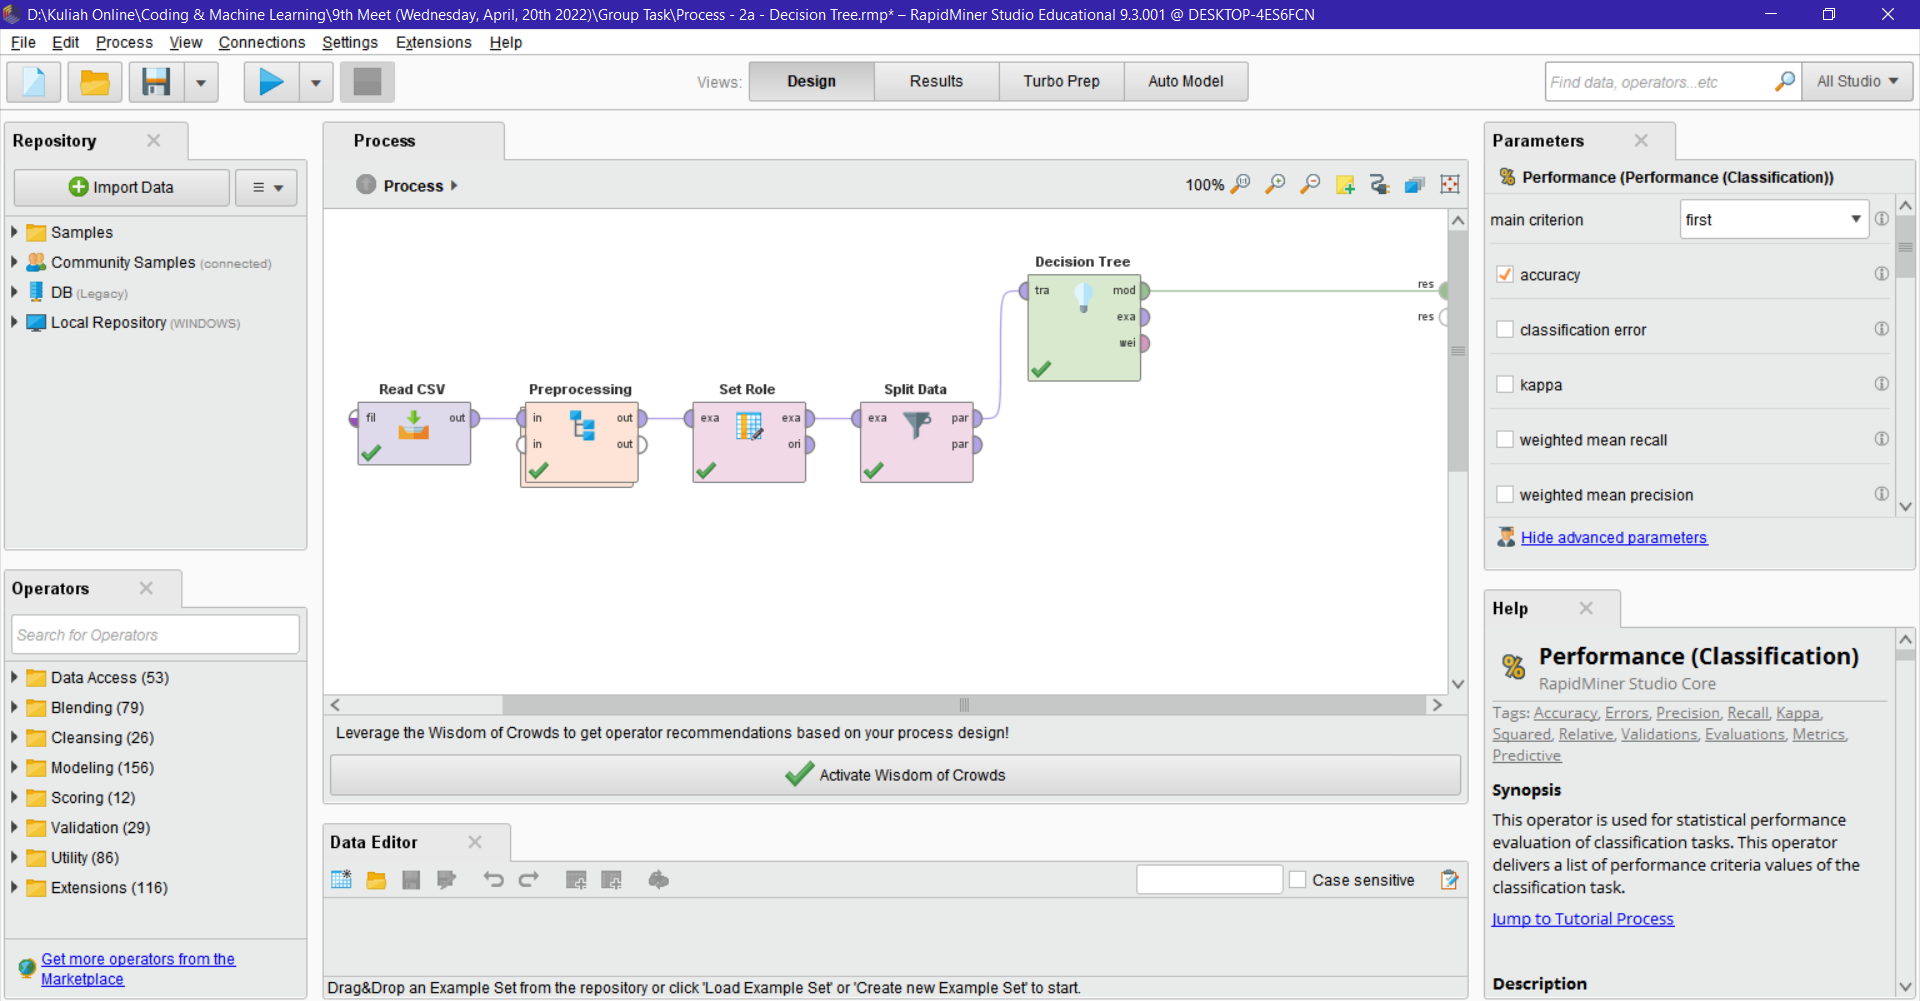 D:\Kuliah Online\Coding & Machine Learning\9th Meet (Wednesday, April, 20th 2022)\Group Task\Process - 2a - Decision Tree.rmp* – RapidMiner Studio Educational 9.3.001 @ DESKTOP-4ES6FCN
File Edit Process View Connections Settings Extensions Help
Views: Design Results Turbo Prep Auto Model
Find data, operators...etc All Studio
Repository
Import Data
Samples
Community Samples (connected)
DB (Legacy)
Local Repository (WINDOWS)
Operators
Search for Operators
Data Access (53)
Blending (79)
Cleansing (26)
Modeling (156)
Scoring (12)
Validation (29)
Utility (86)
Extensions (116)
Get more operators from the
Marketplace
Process
Process
100%
Read CSV
fil out
Preprocessing
in out
in out
Set Role
exa exa
ori
Split Data
exa par
par
Decision Tree
tra mod
exa
wei
res
res
Leverage the Wisdom of Crowds to get operator recommendations based on your process design!
Activate Wisdom of Crowds
Data Editor
Case sensitive
Drag&Drop an Example Set from the repository or click 'Load Example Set' or 'Create new Example Set' to start.
Parameters
% Performance (Performance (Classification))
main criterion first
accuracy
classification error
kappa
weighted mean recall
weighted mean precision
Hide advanced parameters
Help
% Performance (Classification)
RapidMiner Studio Core
Tags: Accuracy, Errors, Precision, Recall, Kappa,
Squared, Relative, Validations, Evaluations, Metrics,
Predictive
Synopsis
This operator is used for statistical performance
evaluation of classification tasks. This operator
delivers a list of performance criteria values of the
classification task.
Jump to Tutorial Process
Description